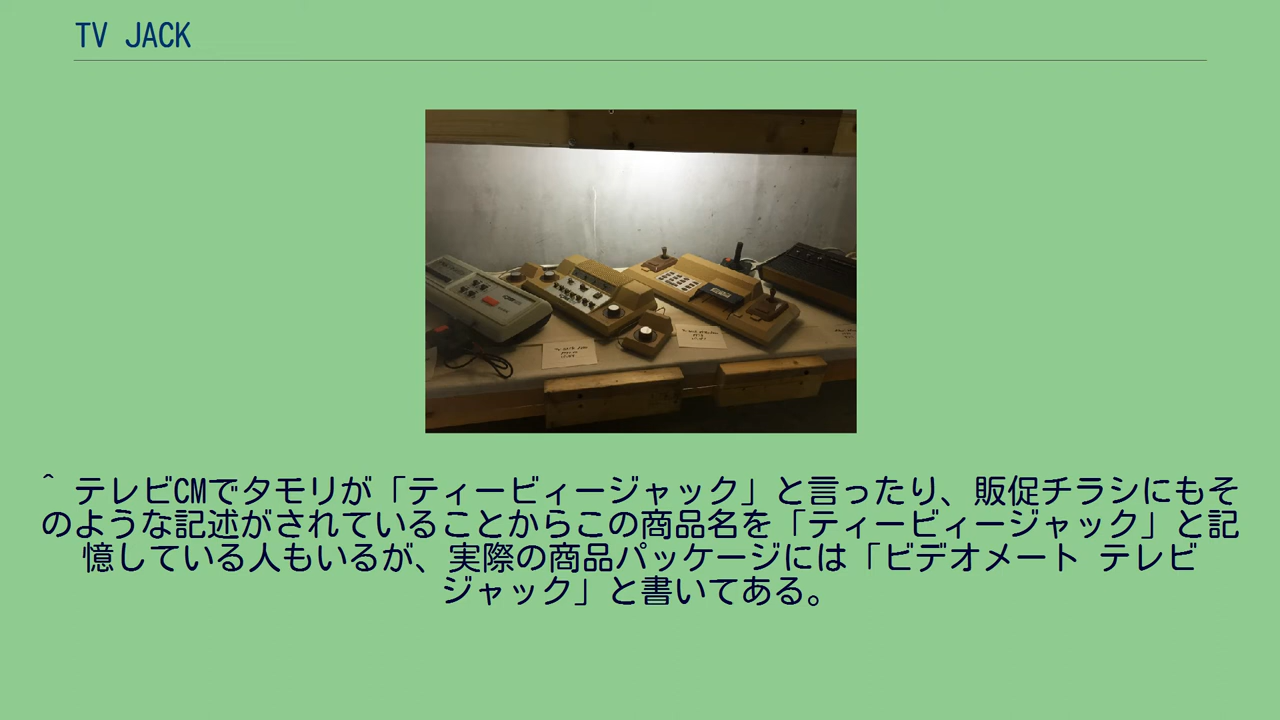 TV JACK
^ テレビCMでタモリが「ティービィージャック」と言ったり、販促チラシにもそ
のような記述がされていることからこの商品名を「ティービィージャック」と記
憶している人もいるが、実際の商品パッケージには「ビデオメート テレビ
ジャック」と書いてある。